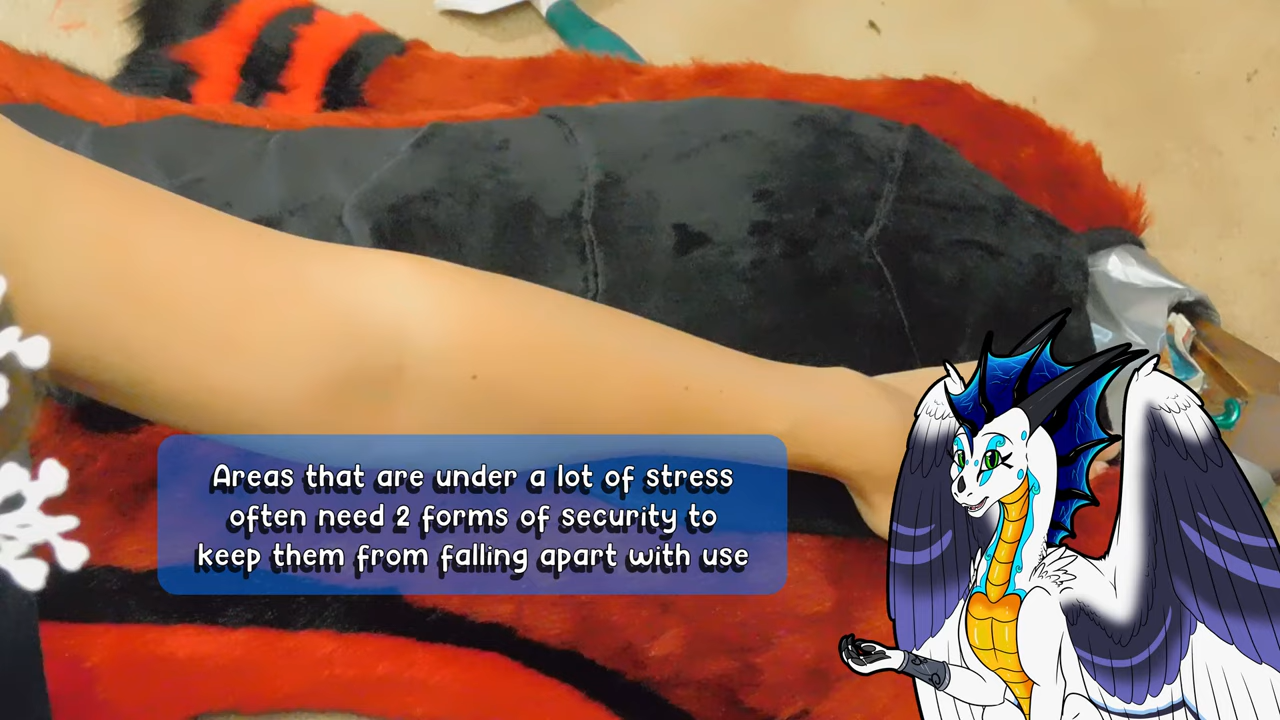 Areas that are under a lot of stress
often need 2 forms of security to
keep them from falling apart with use